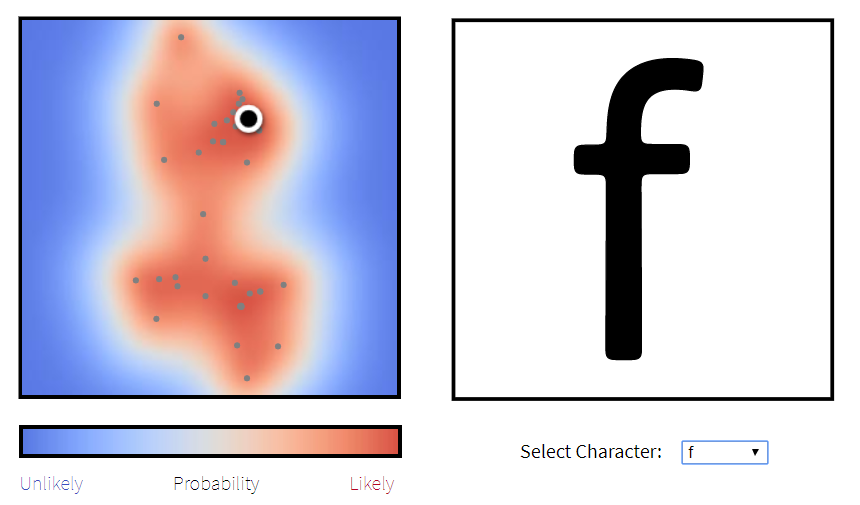 f
Select Character: f
Unlikely Probability Likely